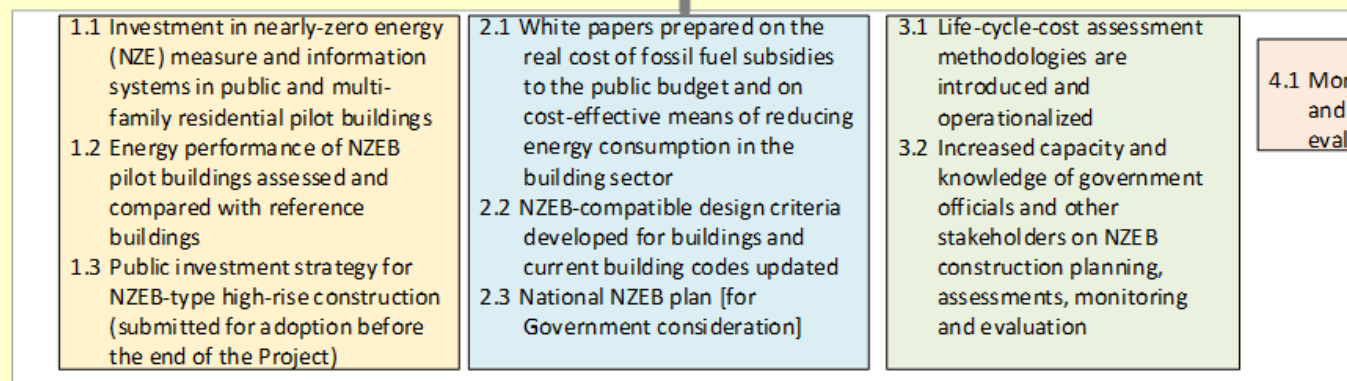 1.1 Investment in nearly-zero energy
(NZE) measure and information
systems in public and multi-
family residential pilot buildings
1.2 Energy performance of NZEB
pilot buildings assessed and
compared with reference
buildings
1.3 Public investment strategy for
NZEB-type high-rise construction
(submitted for adoption before
the end of the Project)
2.1 White papers prepared on the
real cost of fossil fuel subsidies
to the public budget and on
cost-effective means of reducing
energy consumption in the
building sector
2.2 NZEB-compatible design criteria
developed for buildings and
current building codes updated
2.3 National NZEB plan [for
Government consideration]
3.1 Life-cycle-cost assessment
methodologies are
introduced and
operationalized
3.2 Increased capacity and
knowledge of government
officials and other
stakeholders on NZEB
construction planning,
assessments, monitoring
and evaluation
4.1
and